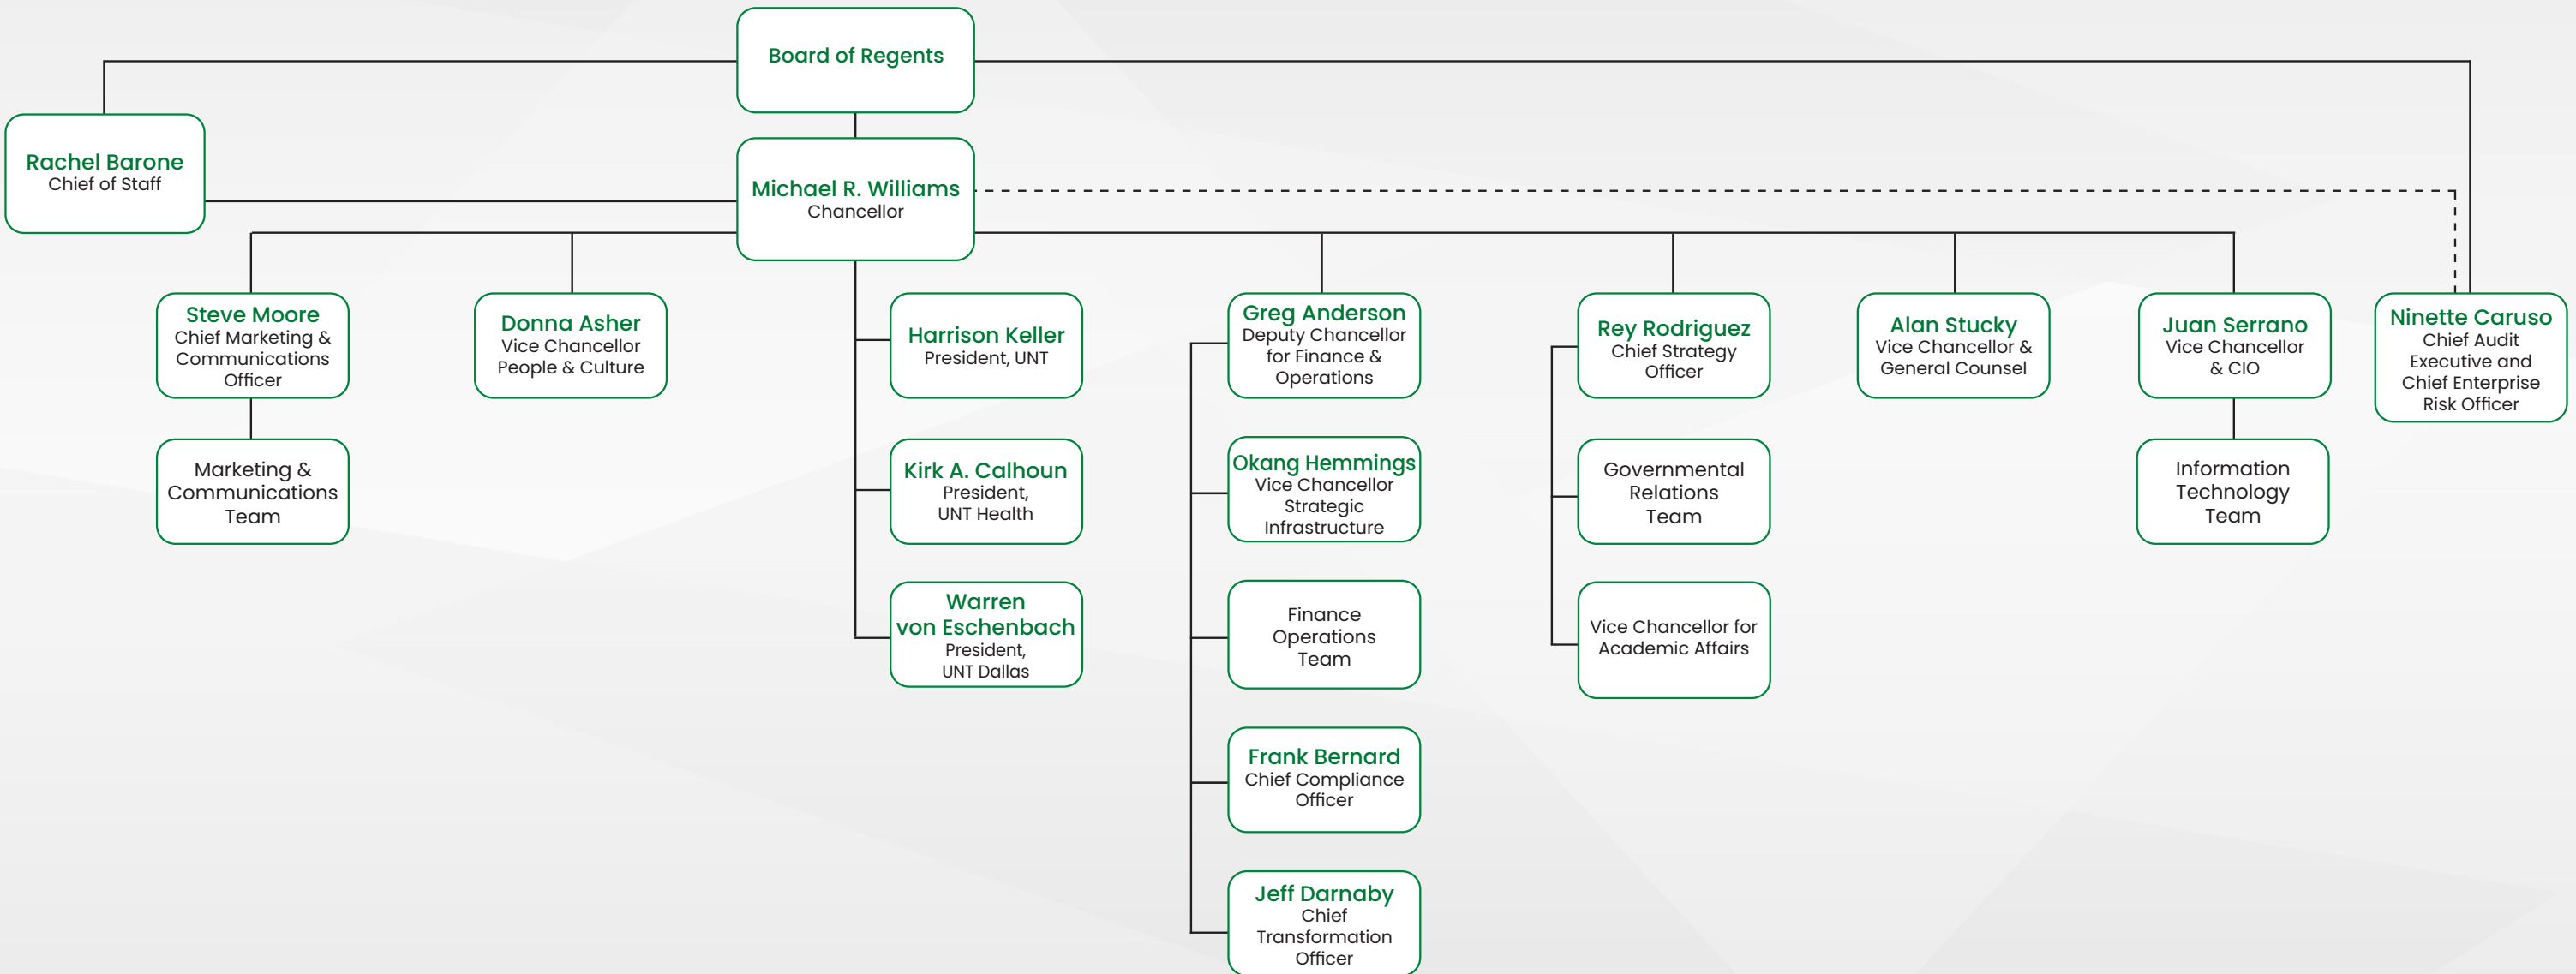 Board of Regents
Rachel Barone
Chief of Staff
Michael R. Williams
Chancellor
Steve Moore
Chief Marketing &
Communications
Officer
Donna Asher
Vice Chancellor
People & Culture
Harrison Keller
President, UNT
Greg Anderson
Deputy Chancellor
for Finance &
Operations
Rey Rodriguez
Chief Strategy
Officer
Alan Stucky
Vice Chancellor &
General Counsel
Juan Serrano
Vice Chancellor
& CIO
Ninette Caruso
Chief Audit
Executive and
Chief Enterprise
Risk Officer
Marketing &
Communications
Team
Kirk A. Calhoun
President,
UNT Health
Okang Hemmings
Vice Chancellor
Strategic
Infrastructure
Governmental
Relations
Team
Information
Technology
Team
Warren
von Eschenbach
President,
UNT Dallas
Finance
Operations
Team
Vice Chancellor for
Academic Affairs
Frank Bernard
Chief Compliance
Officer
Jeff Darnaby
Chief
Transformation
Officer